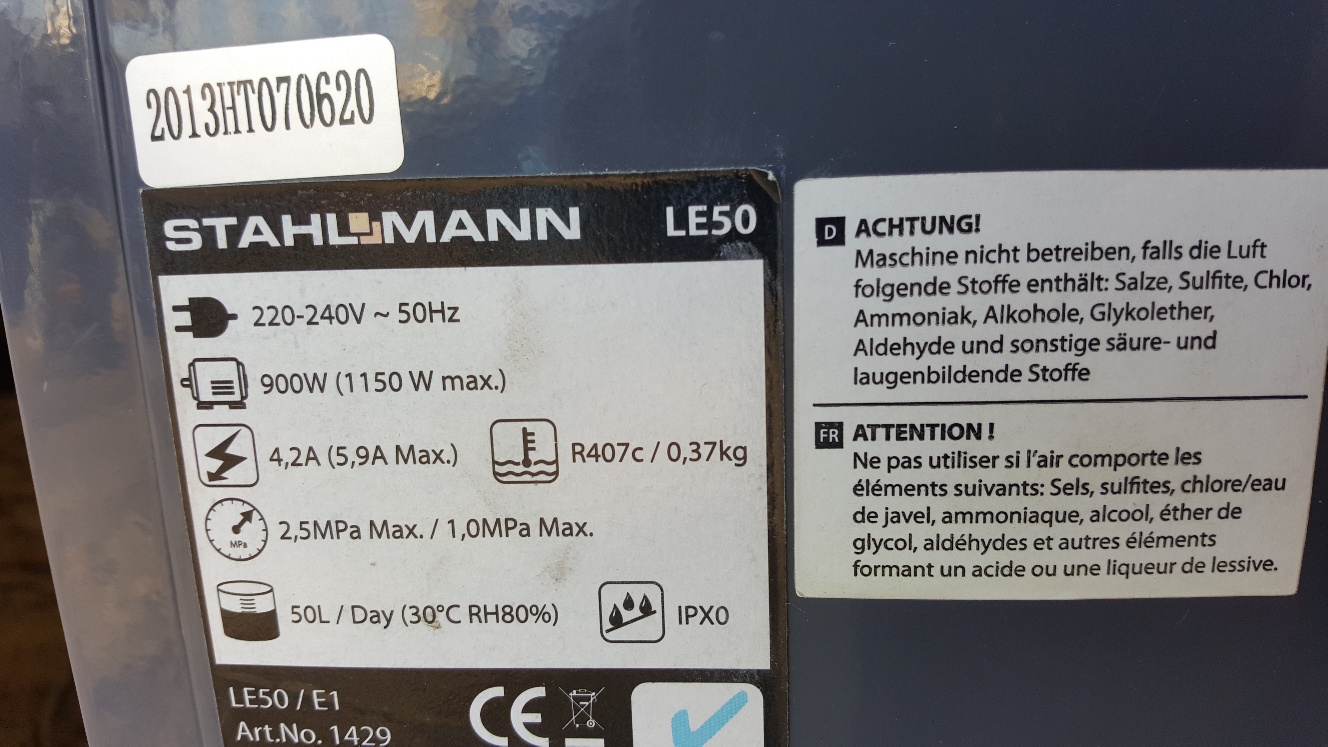 2013HT070620
STAHLMANN LE50
220-240V ~ 50Hz
900W (1150 W max.)
4,2A (5,9A Max.) R407c / 0,37kg
MPa
2,5MPa Max. / 1,0MPa Max.
50L / Day (30°C RH80%) IPX0
LE50 / E1
Art.No. 1429
CE
D ACHTUNG!
Maschine nicht betreiben, falls die Luft
folgende Stoffe enthält: Salze, Sulfite, Chlor,
Ammoniak, Alkohole, Glykolether,
Aldehyde und sonstige säure- und
laugenbildende Stoffe
FR ATTENTION !
Ne pas utiliser si l'air comporte les
éléments suivants: Sels, sulfites, chlore/eau
de javel, ammoniaque, alcool, éther de
glycol, aldéhydes et autres éléments
formant un acide ou une liqueur de lessive.